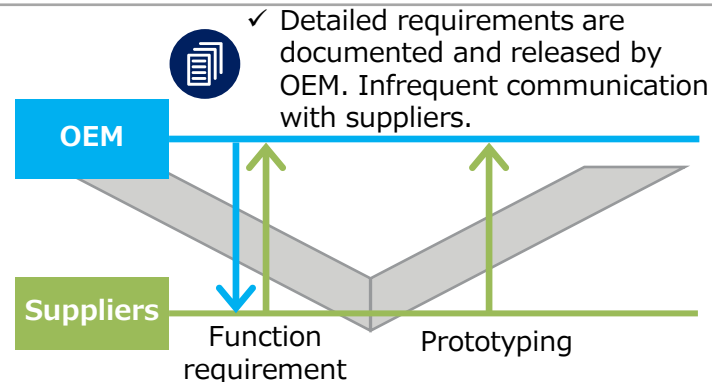 ✓ Detailed requirements are
documented and released by
OEM. Infrequent communication
with suppliers.
OEM
Suppliers
Function
requirement
Prototyping